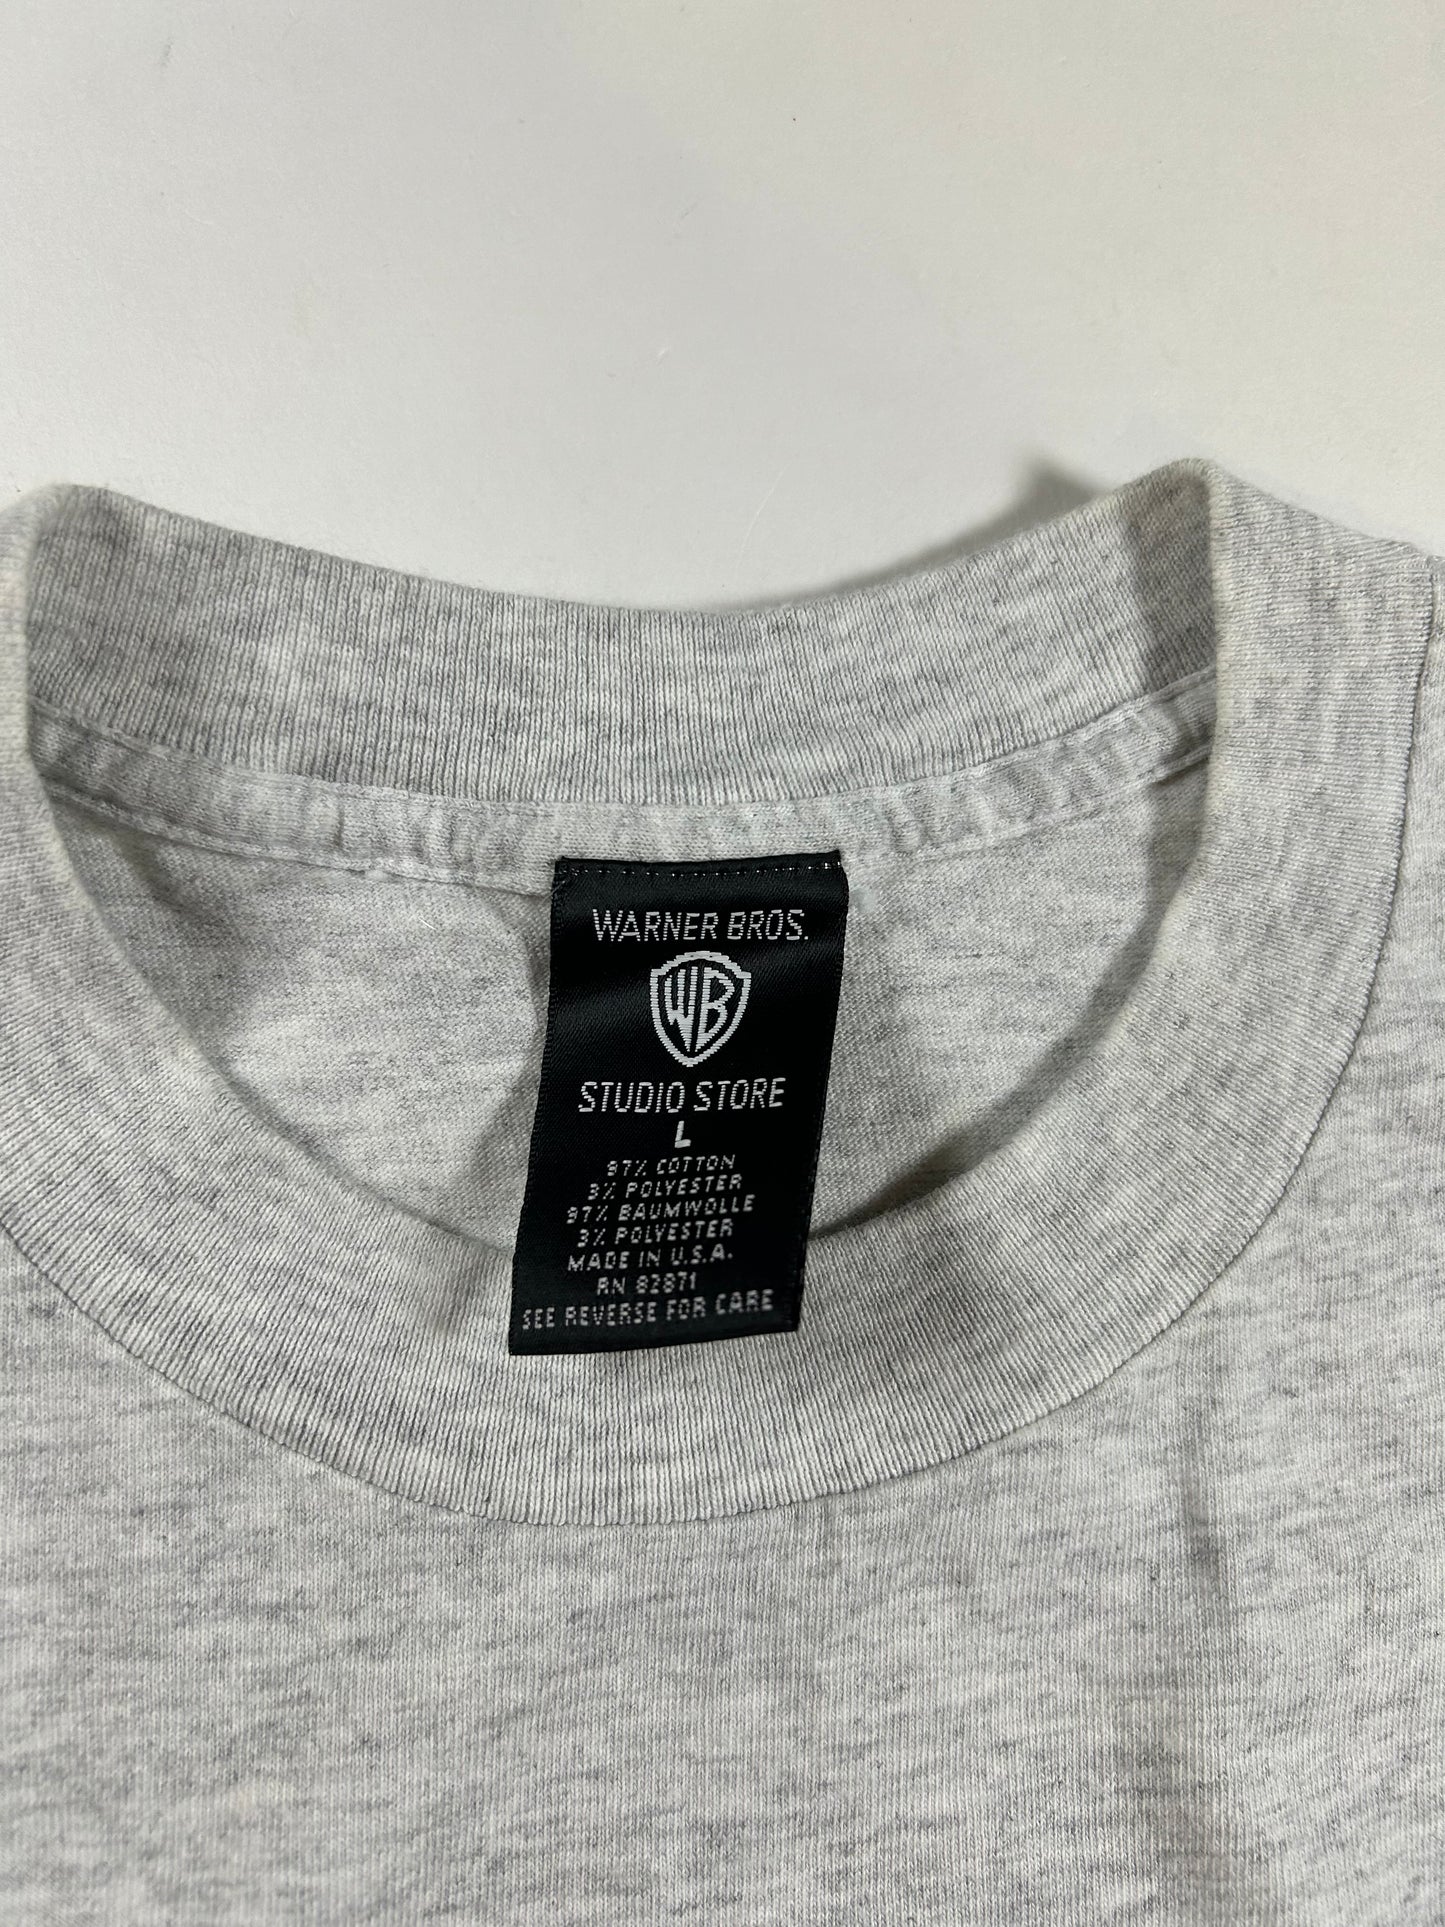 WARNER BROS.
WB
STUDIO STORE
L
97% COTTON
3% POLYESTER
97% BAUMWOLLE
3% POLYESTER
MADE IN U.S.A.
RN 82871
SEE REVERSE FOR CARE